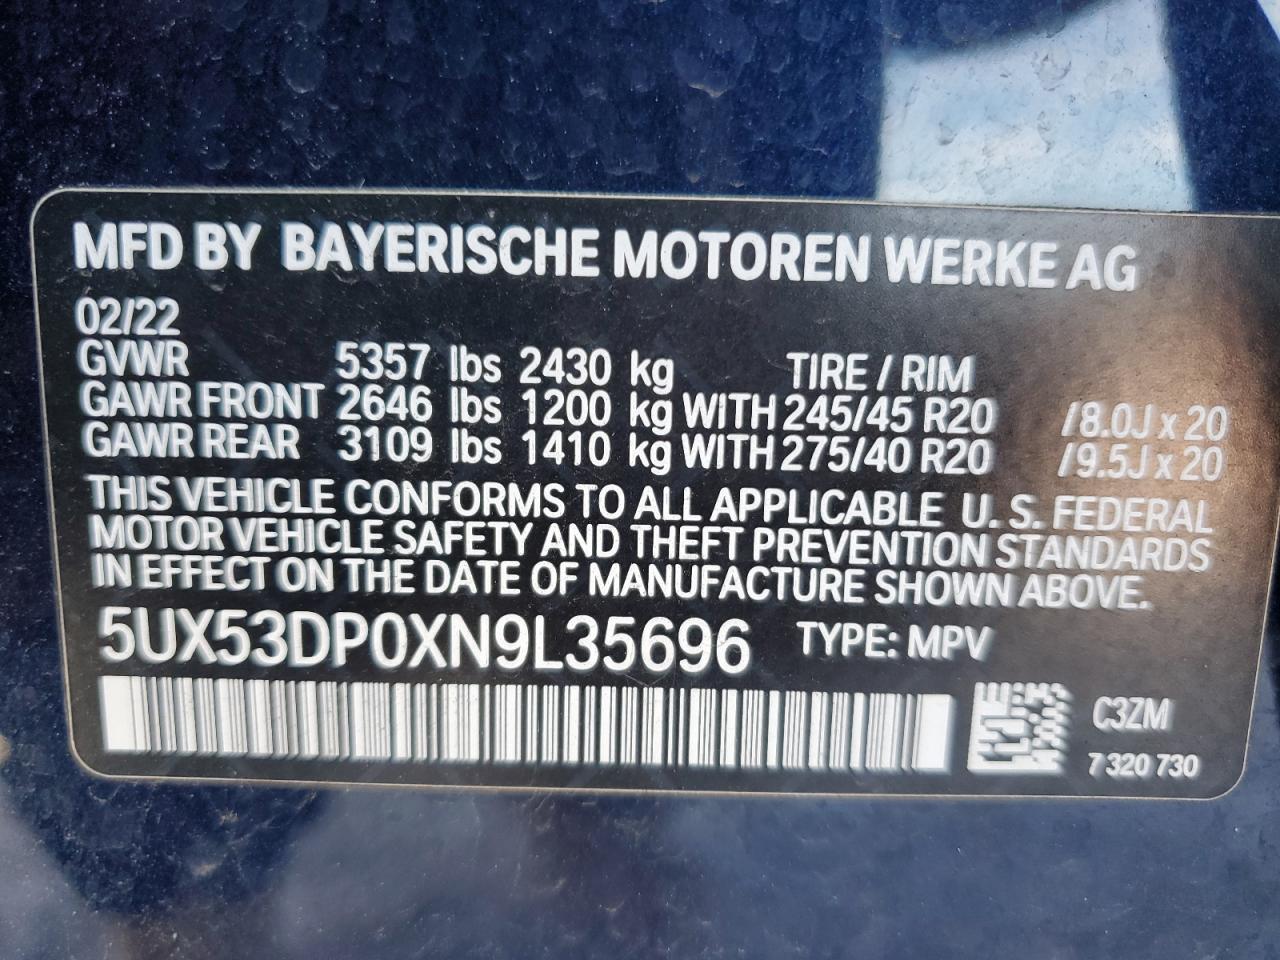 MFD BY BAYERISCHE MOTOREN WERKE AG
02/22
GVWR 5357 lbs 2430 kg TIRE / RIM
GAWR FRONT 2646 lbs 1200 kg WITH 245/45 R20 /8.0J x 20
GAWR REAR 3109 lbs 1410 kg WITH 275/40 R20 /9.5J x 20
THIS VEHICLE CONFORMS TO ALL APPLICABLE U. S. FEDERAL
MOTOR VEHICLE SAFETY AND THEFT PREVENTION STANDARDS
IN EFFECT ON THE DATE OF MANUFACTURE SHOWN ABOVE.
5UX53DP0XN9L35696 TYPE: MPV
C3ZM
7 320 730